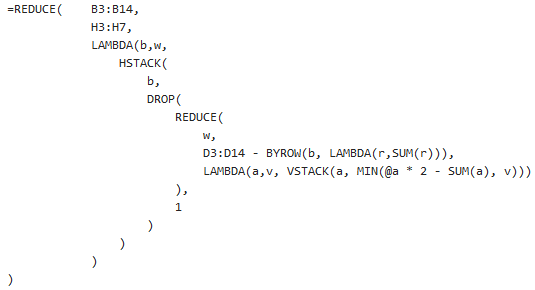 =REDUCE(    B3:B14,
            H3:H7,
            LAMBDA(b,w,
                HSTACK(
                    b,
                    DROP(
                        REDUCE(
                            w,
                            D3:D14 - BYROW(b, LAMBDA(r,SUM(r))),
                            LAMBDA(a,v, VSTACK(a, MIN(@a * 2 - SUM(a), v)))
                        ),
                        1
                    )
                )
            )
)